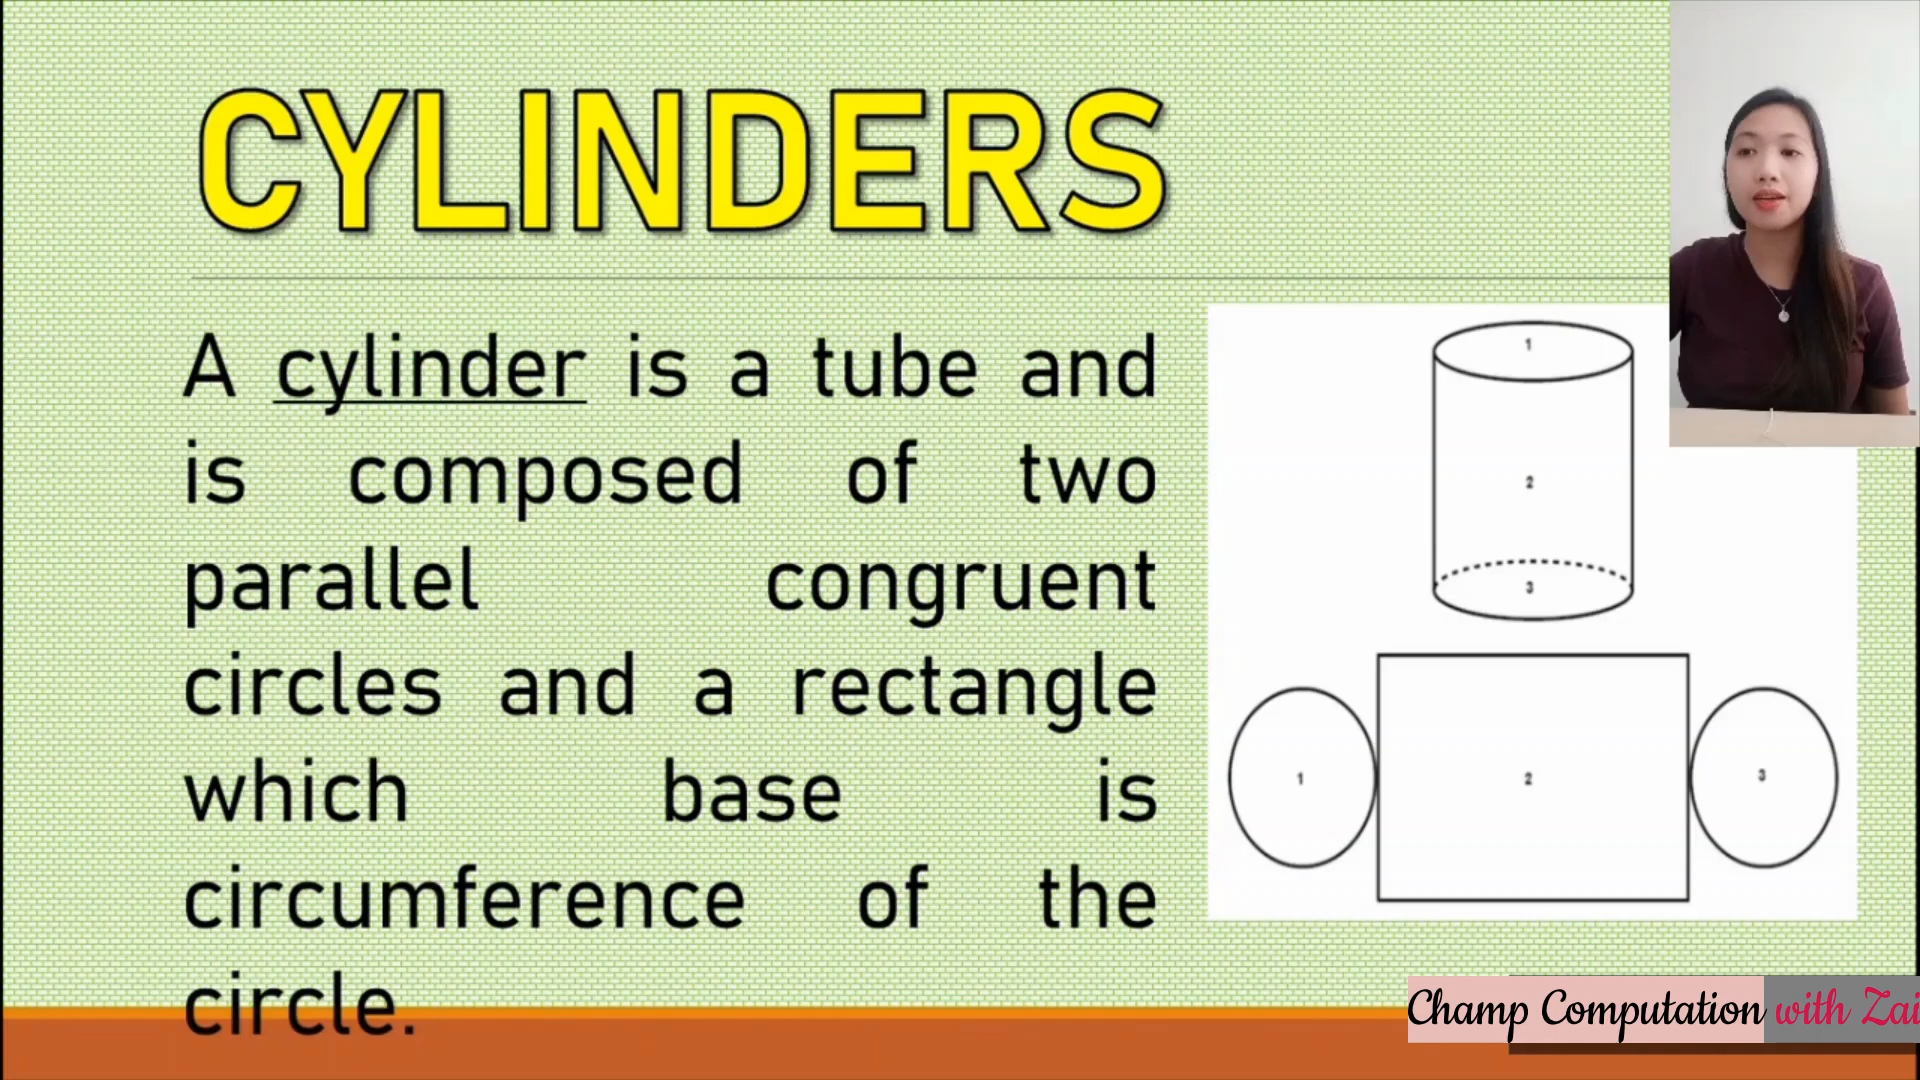 CYLINDERS
A cylinder is a tube and
is composed of two
parallel congruent
circles and a rectangle
which base is
circumference of the
circle.
1
2
3
1
2
3
Champ Computation with Zai